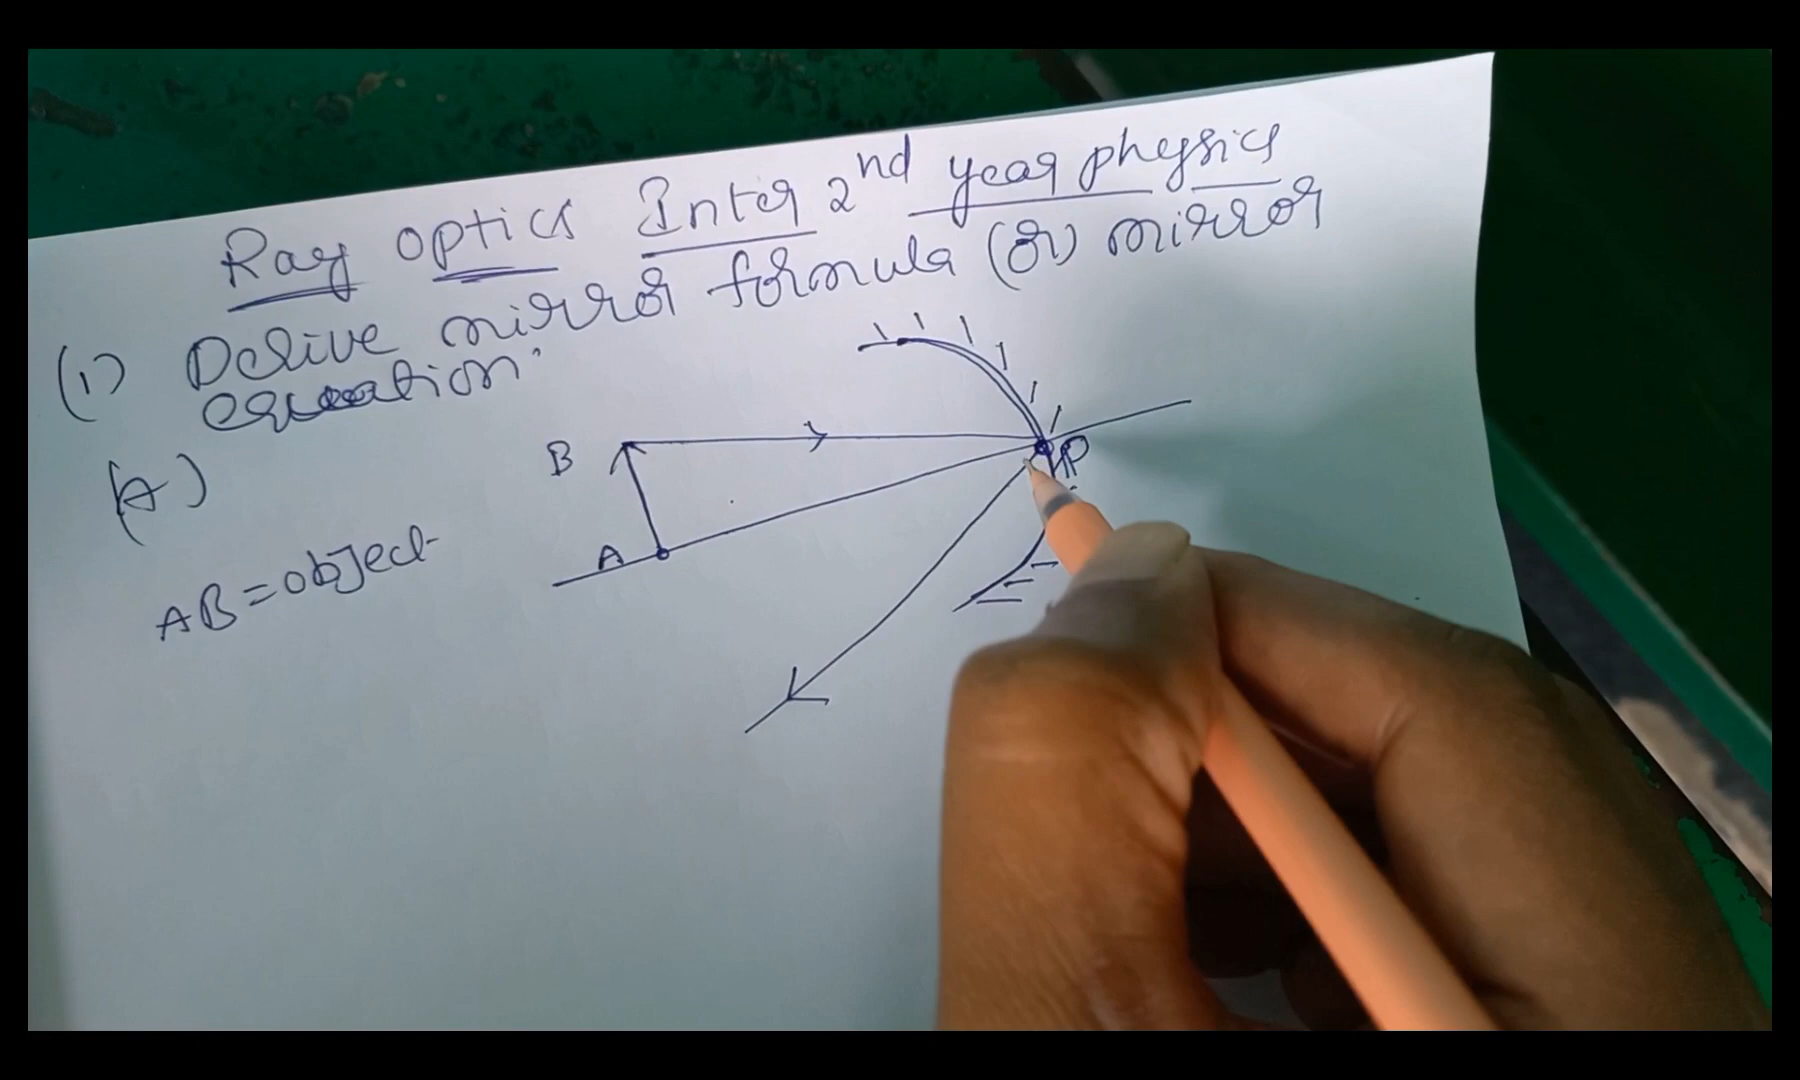 Ray optics Inter 2nd year physics
(1) Derive mirror formula (or) mirror
equation.
(A)
B
P
A
AB = object